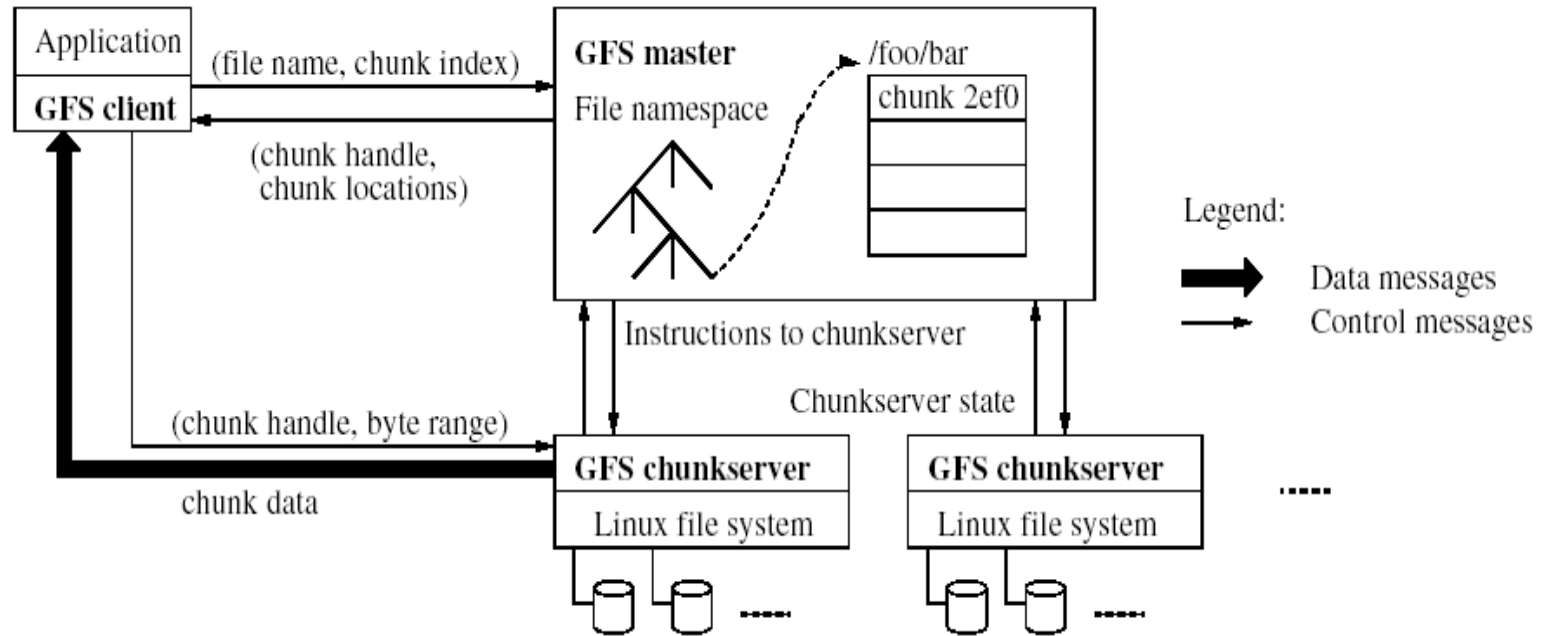 Application
GFS client
(file name, chunk index)
(chunk handle,
chunk locations)
GFS master
File namespace
/foo/bar
chunk 2ef0
Legend:
Data messages
Control messages
Instructions to chunkserver
Chunkserver state
(chunk handle, byte range)
chunk data
GFS chunkserver
Linux file system
GFS chunkserver
Linux file system